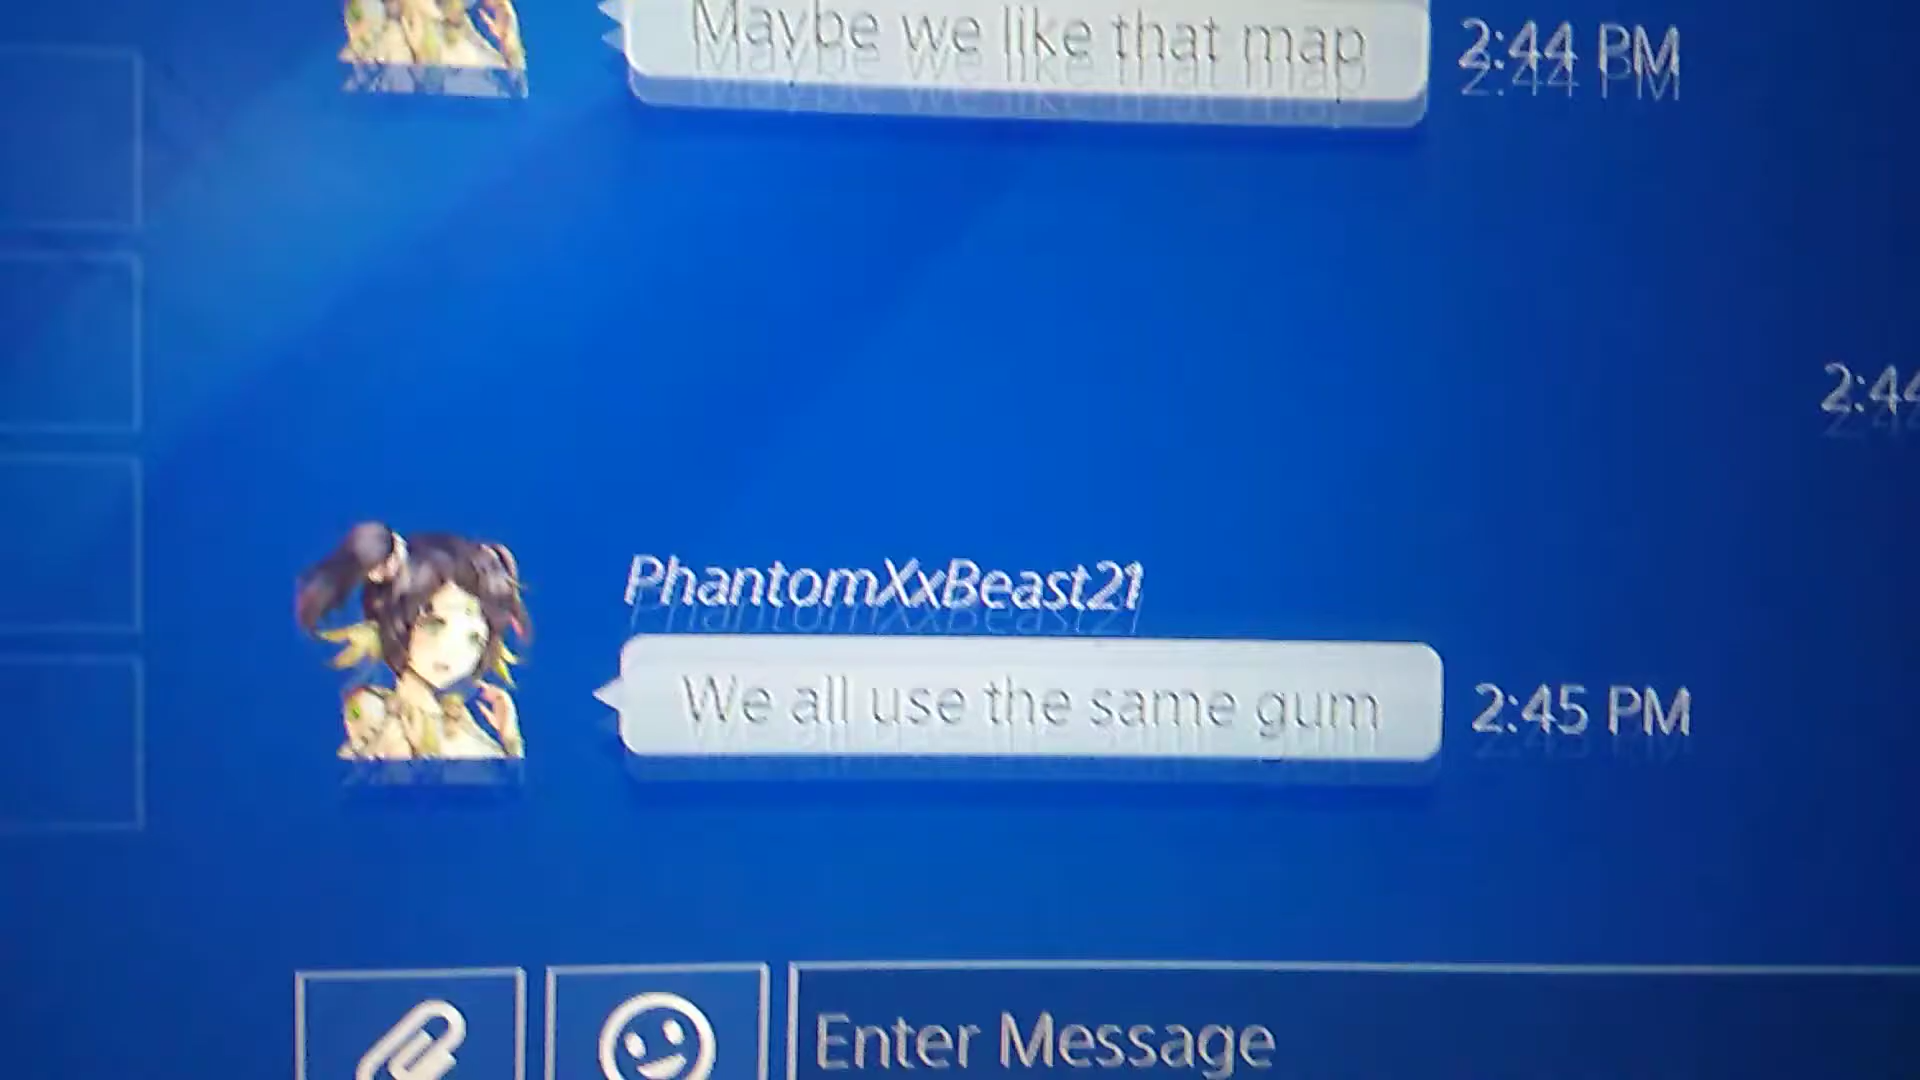 Maybe we like that map
2:44 PM
2:44
PhantomXxBeast21
We all use the same gum
2:45 PM
Enter Message